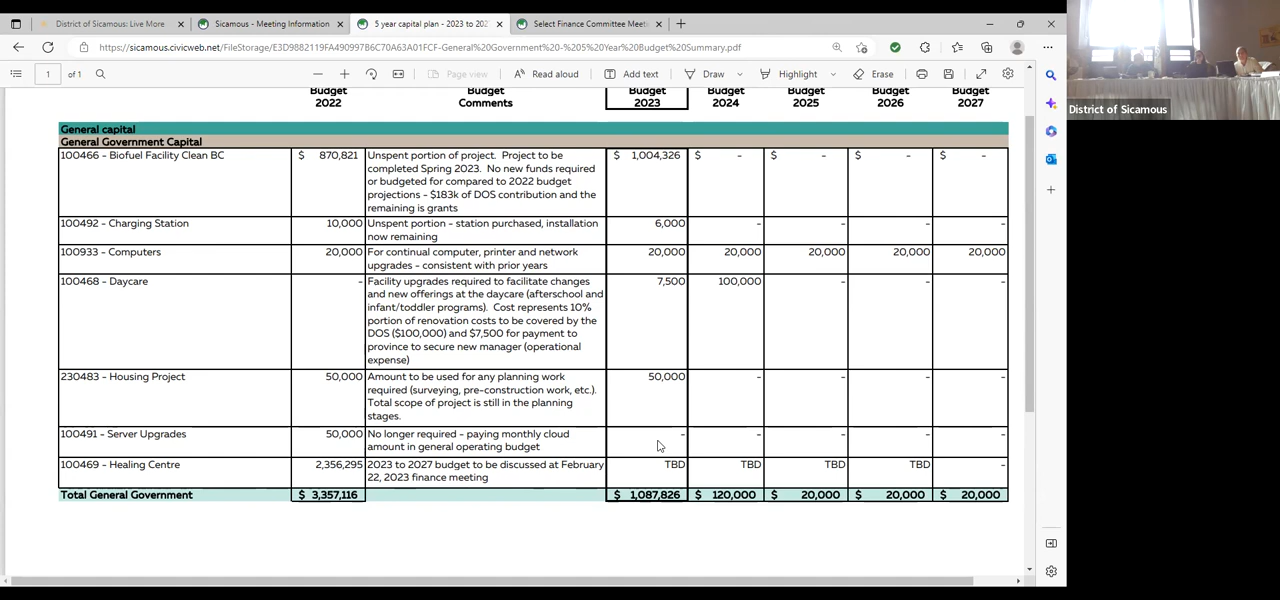 District of Sicamous: Live More
Sicamous - Meeting Information
5 year capital plan - 2023 to 202
Select Finance Committee Meeti
https://sicamous.civicweb.net/FileStorage/E3D9882119FA490997B6C70A63A01FCF-General%20Government%20-%205%20Year%20Budget%20Summary.pdf
1 of 1 Page view Read aloud Add text Draw Highlight Erase
District of Sicamous
Budget 2022 Budget Comments Budget 2023 Budget 2024 Budget 2025 Budget 2026 Budget 2027
General capital
General Government Capital
100466 - Biofuel Facility Clean BC $ 870,821 Unspent portion of project. Project to be $ 1,004,326 $ - $ - $ - $ -
completed Spring 2023. No new funds required
or budgeted for compared to 2022 budget
projections - $183k of DOS contribution and the
remaining is grants
100492 - Charging Station 10,000 Unspent portion - station purchased, installation 6,000 - - - -
now remaining
100933 - Computers 20,000 For continual computer, printer and network 20,000 20,000 20,000 20,000 20,000
upgrades - consistent with prior years
100468 - Daycare - Facility upgrades required to facilitate changes 7,500 100,000 - - -
and new offerings at the daycare (afterschool and
infant/toddler programs). Cost represents 10%
portion of renovation costs to be covered by the
DOS ($100,000) and $7,500 for payment to
province to secure new manager (operational
expense)
230483 - Housing Project 50,000 Amount to be used for any planning work 50,000 - - - -
required (surveying, pre-construction work, etc.).
Total scope of project is still in the planning
stages.
100491 - Server Upgrades 50,000 No longer required - paying monthly cloud - - - - -
amount in general operating budget
100469 - Healing Centre 2,356,295 2023 to 2027 budget to be discussed at February TBD TBD TBD TBD -
22, 2023 finance meeting
Total General Government $ 3,357,116 $ 1,087,826 $ 120,000 $ 20,000 $ 20,000 $ 20,000